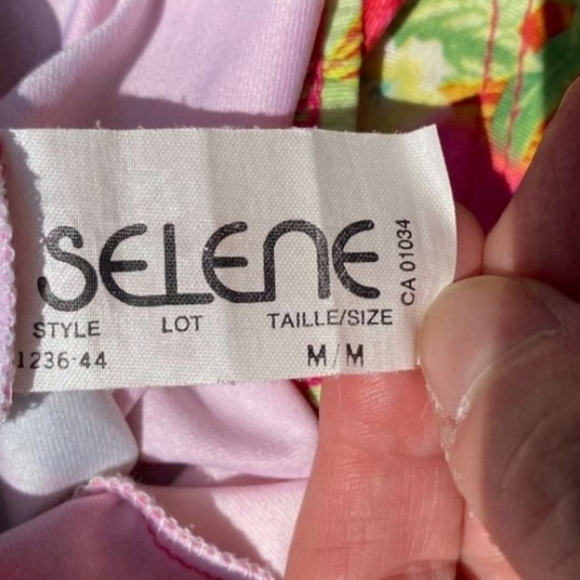 SELENE
CA 01034
STYLE LOT TAILLE/SIZE
1236-44 M/M